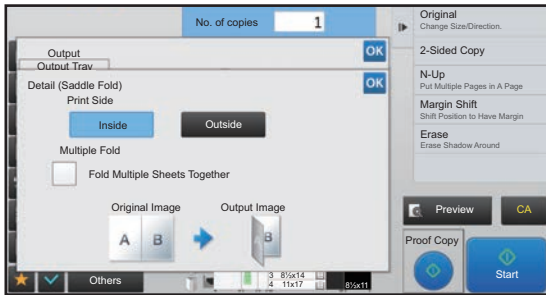 No. of copies 1
Output OK
Output Tray
Detail (Saddle Fold) OK
Print Side
Inside Outside
Multiple Fold
Fold Multiple Sheets Together
Original Image Output Image
A B B
Others
3 8½x14
4 11x17
8½x11
Original
Change Size/Direction.
2-Sided Copy
N-Up
Put Multiple Pages in A Page
Margin Shift
Shift Position to Have Margin
Erase
Erase Shadow Around
Preview CA
Proof Copy
Start